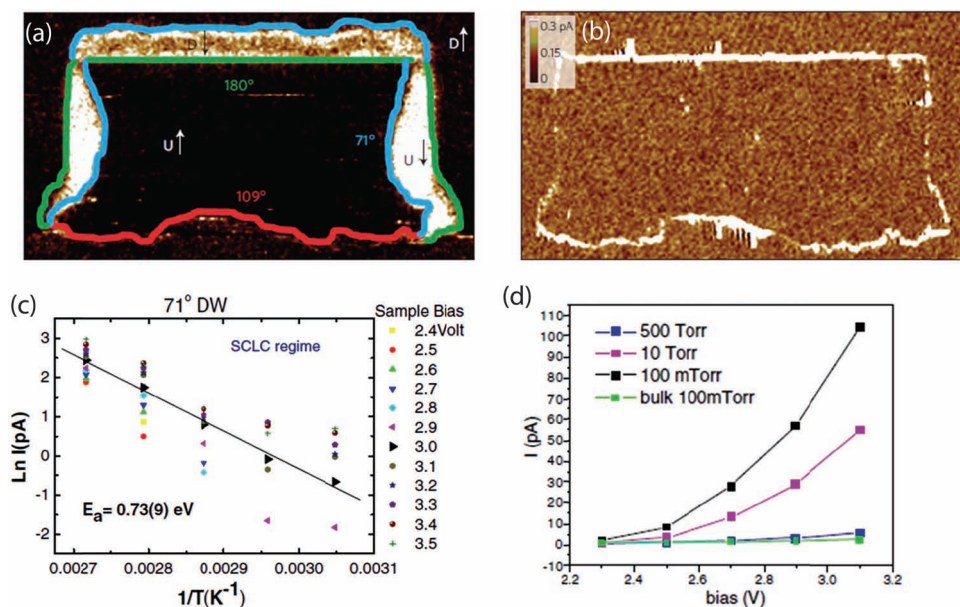 (a)
D
D
180°
U
71°
U
109°
(b)
0.3 pA
0.15
0
(c)
71° DW
Sample Bias
SCLC regime
2.4Volt
2.5
2.6
2.7
2.8
2.9
3.0
3.1
3.2
3.3
3.4
3.5
Ln I(pA)
3
2
1
0
-1
-2
Eₐ= 0.73(9) eV
0.0027 0.0028 0.0029 0.0030 0.0031
1/T(K⁻¹)
(d)
110
100
90
80
70
60
50
40
30
20
10
0
-10
I (pA)
500 Torr
10 Torr
100 mTorr
bulk 100mTorr
2.2 2.4 2.6 2.8 3.0 3.2
bias (V)